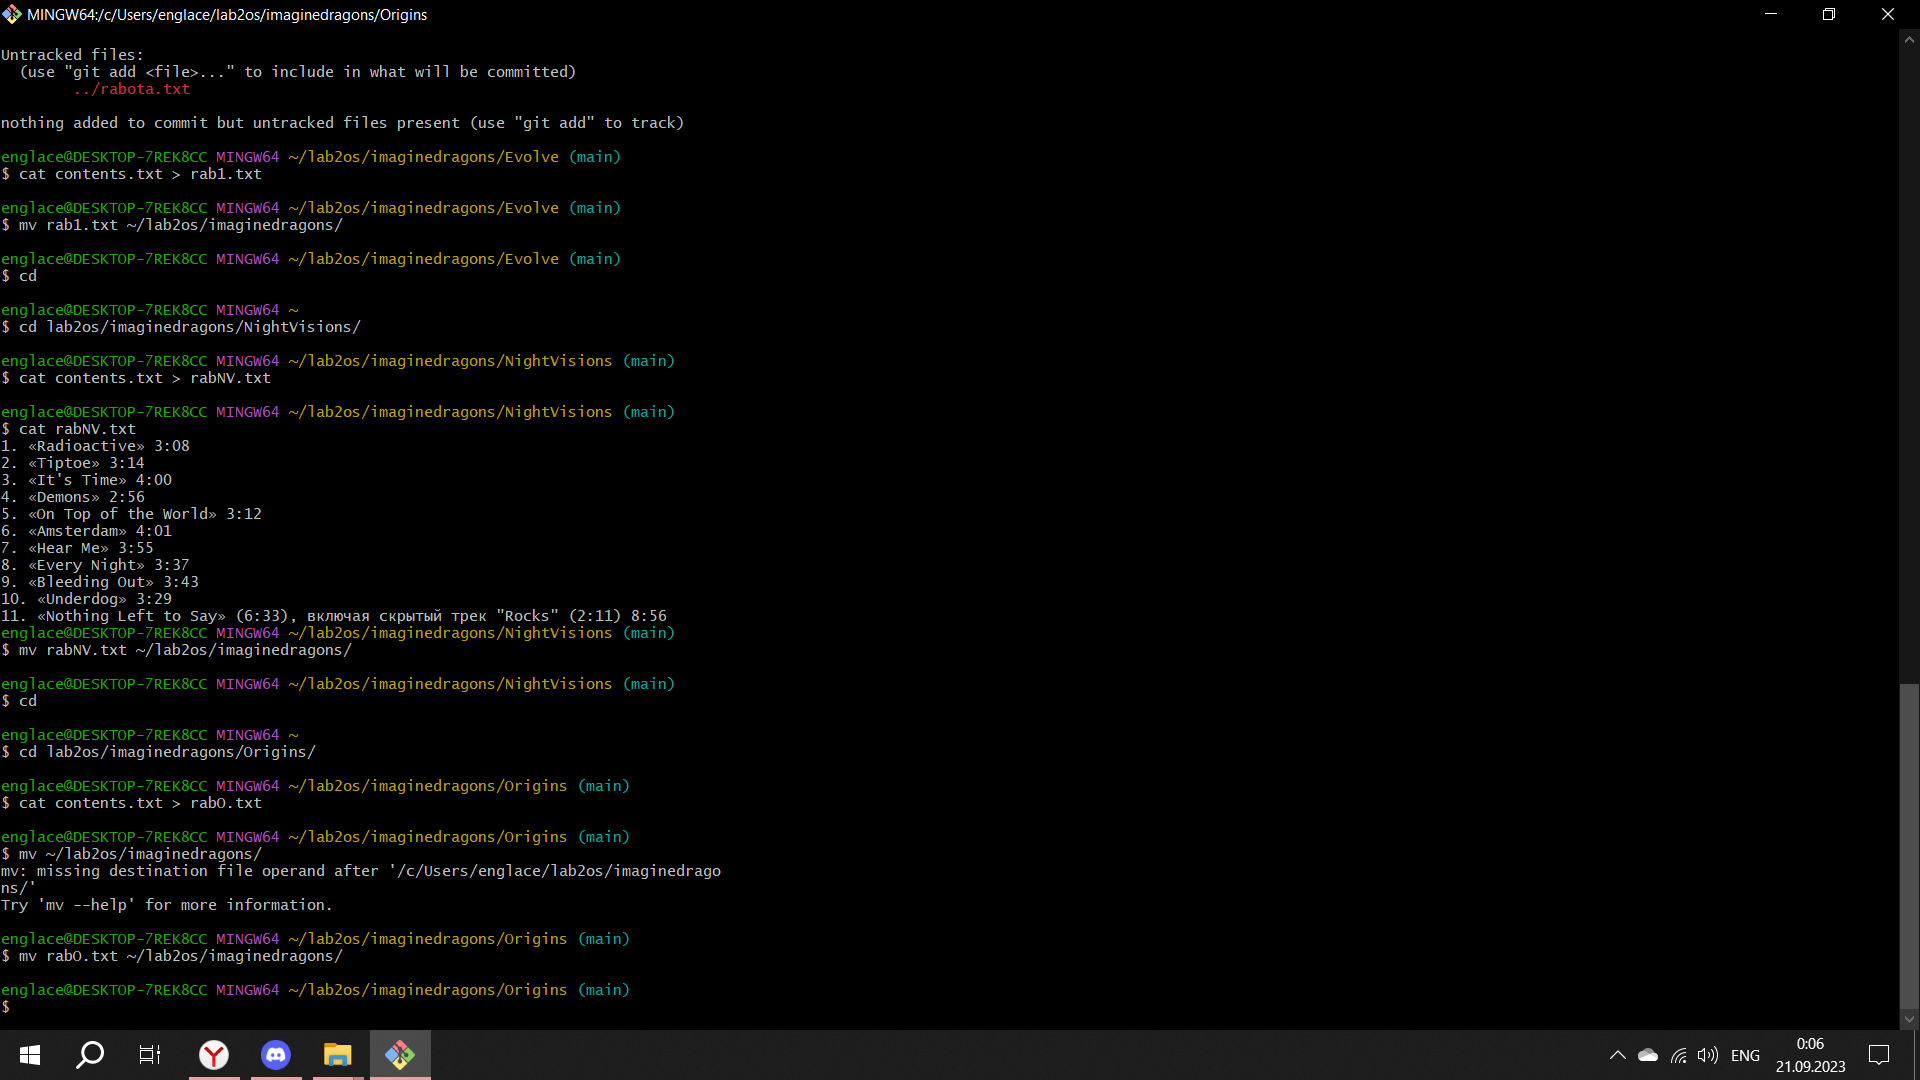 MINGW64:/c/Users/englace/lab2os/imaginedragons/Origins
Untracked files:
  (use "git add <file>..." to include in what will be committed)
        ../rabota.txt
nothing added to commit but untracked files present (use "git add" to track)
englace@DESKTOP-7REK8CC MINGW64 ~/lab2os/imaginedragons/Evolve (main)
$ cat contents.txt > rab1.txt
englace@DESKTOP-7REK8CC MINGW64 ~/lab2os/imaginedragons/Evolve (main)
$ mv rab1.txt ~/lab2os/imaginedragons/
englace@DESKTOP-7REK8CC MINGW64 ~/lab2os/imaginedragons/Evolve (main)
$ cd
englace@DESKTOP-7REK8CC MINGW64 ~
$ cd lab2os/imaginedragons/NightVisions/
englace@DESKTOP-7REK8CC MINGW64 ~/lab2os/imaginedragons/NightVisions (main)
$ cat contents.txt > rabNV.txt
englace@DESKTOP-7REK8CC MINGW64 ~/lab2os/imaginedragons/NightVisions (main)
$ cat rabNV.txt
1. «Radioactive» 3:08
2. «Tiptoe» 3:14
3. «It's Time» 4:00
4. «Demons» 2:56
5. «On Top of the World» 3:12
6. «Amsterdam» 4:01
7. «Hear Me» 3:55
8. «Every Night» 3:37
9. «Bleeding Out» 3:43
10. «Underdog» 3:29
11. «Nothing Left to Say» (6:33), включая скрытый трек "Rocks" (2:11) 8:56
englace@DESKTOP-7REK8CC MINGW64 ~/lab2os/imaginedragons/NightVisions (main)
$ mv rabNV.txt ~/lab2os/imaginedragons/
englace@DESKTOP-7REK8CC MINGW64 ~/lab2os/imaginedragons/NightVisions (main)
$ cd
englace@DESKTOP-7REK8CC MINGW64 ~
$ cd lab2os/imaginedragons/Origins/
englace@DESKTOP-7REK8CC MINGW64 ~/lab2os/imaginedragons/Origins (main)
$ cat contents.txt > rabO.txt
englace@DESKTOP-7REK8CC MINGW64 ~/lab2os/imaginedragons/Origins (main)
$ mv ~/lab2os/imaginedragons/
mv: missing destination file operand after '/c/Users/englace/lab2os/imaginedrago
ns/'
Try 'mv --help' for more information.
englace@DESKTOP-7REK8CC MINGW64 ~/lab2os/imaginedragons/Origins (main)
$ mv rabO.txt ~/lab2os/imaginedragons/
englace@DESKTOP-7REK8CC MINGW64 ~/lab2os/imaginedragons/Origins (main)
$
ENG
0:06
21.09.2023